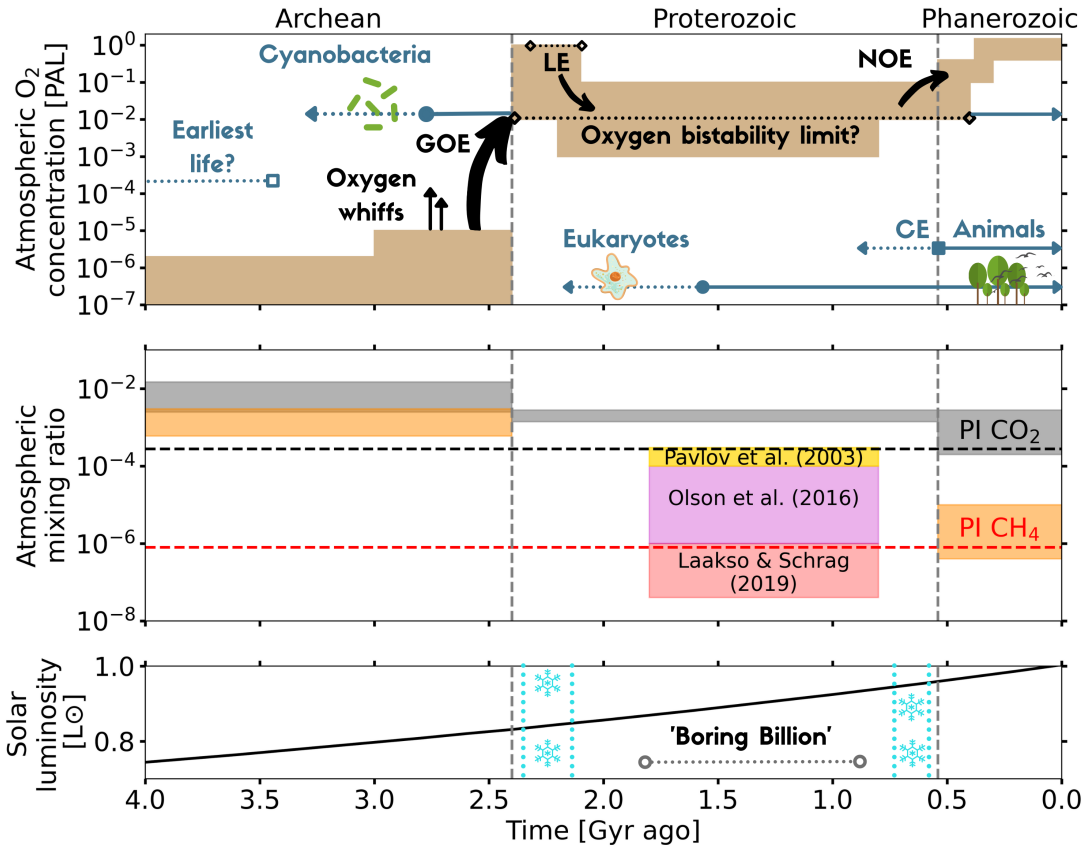 Archean Proterozoic Phanerozoic
Atmospheric O₂
concentration [PAL]
10⁰
10⁻¹
10⁻²
10⁻³
10⁻⁴
10⁻⁵
10⁻⁶
10⁻⁷
Cyanobacteria
Earliest
life?
GOE
Oxygen
whiffs
LE
NOE
Oxygen bistability limit?
Eukaryotes
CE Animals
Atmospheric
mixing ratio
10⁻²
10⁻⁴
10⁻⁶
10⁻⁸
PI CO₂
Pavlov et al. (2003)
Olson et al. (2016)
PI CH₄
Laakso & Schrag
(2019)
Solar
luminosity
[L⊙]
1.0
0.8
'Boring Billion'
4.0 3.5 3.0 2.5 2.0 1.5 1.0 0.5 0.0
Time [Gyr ago]